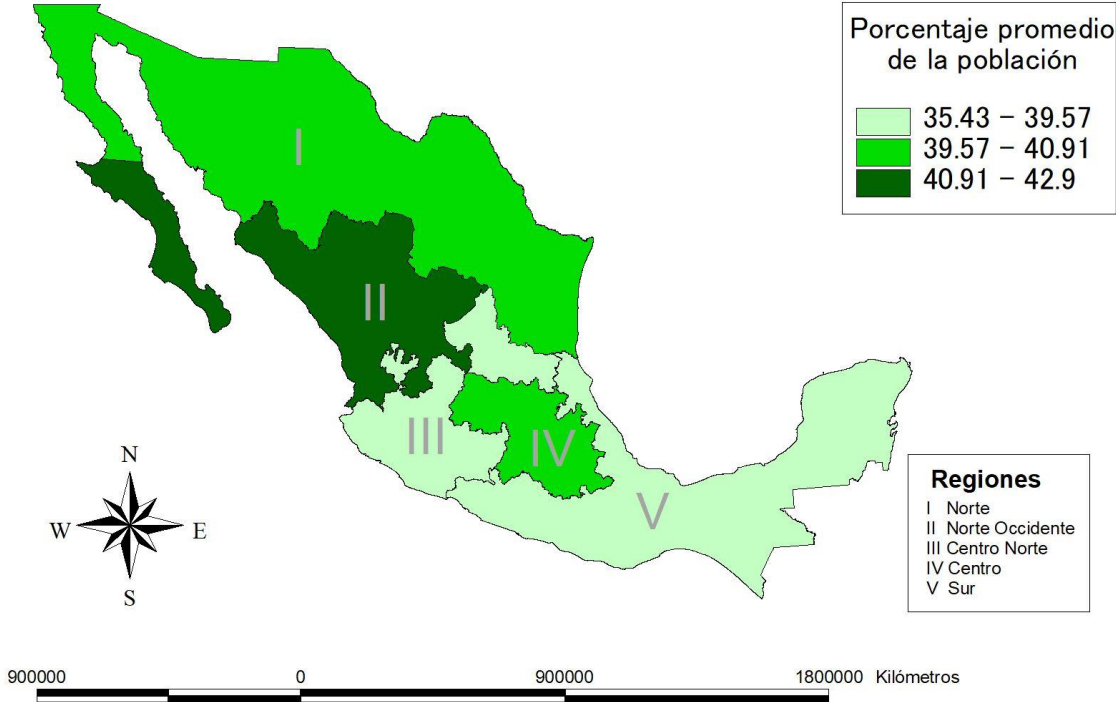 Porcentaje promedio
de la población
35.43 - 39.57
39.57 - 40.91
40.91 - 42.9
I
II
III
IV
V
N
W
E
S
Regiones
I Norte
II Norte Occidente
III Centro Norte
IV Centro
V Sur
900000 0 900000 1800000 Kilómetros